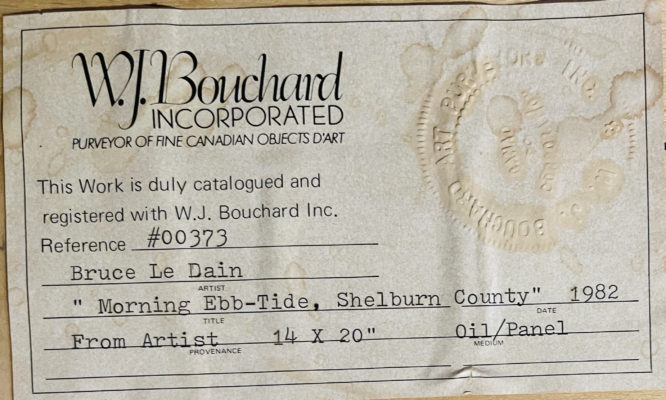 W.J. Bouchard
INCORPORATED
PURVEYOR OF FINE CANADIAN OBJECTS D'ART
This Work is duly catalogued and
registered with W.J. Bouchard Inc.
Reference #00373
Bruce Le Dain
ARTIST
" Morning Ebb-Tide, Shelburn County" 1982
TITLE DATE
From Artist 14 X 20" Oil/Panel
PROVENANCE MEDIUM
BOUCHARD ART